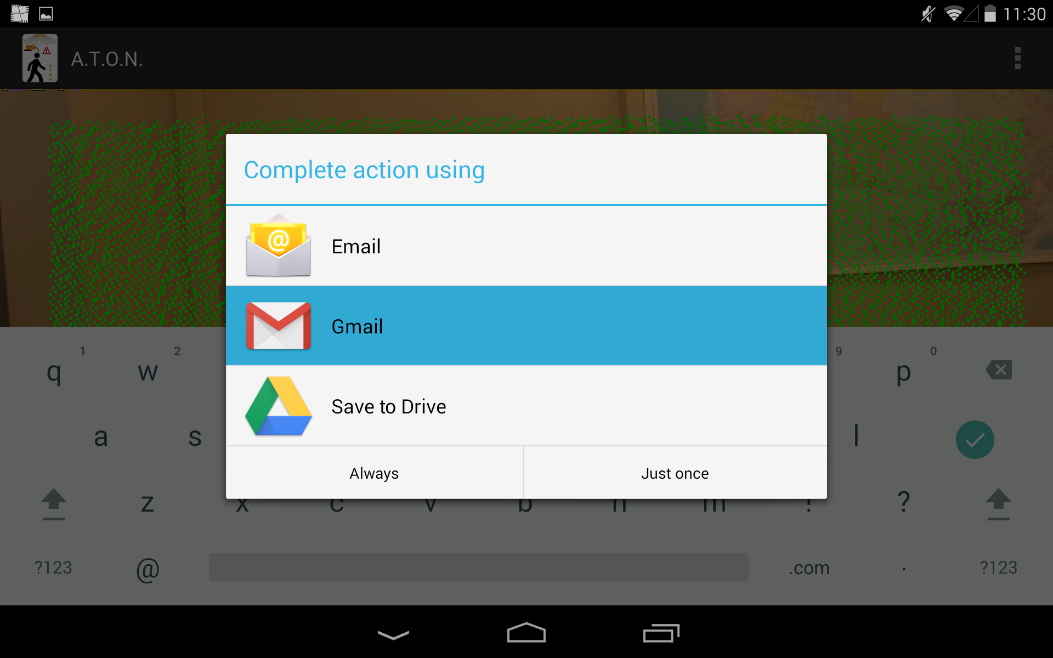 11:30
A.T.O.N.
Complete action using
Email
Gmail
Save to Drive
Always
Just once
1 2 9 0
q w p
a s l
z x c v b n m ! ?
?123 @ .com . ?123